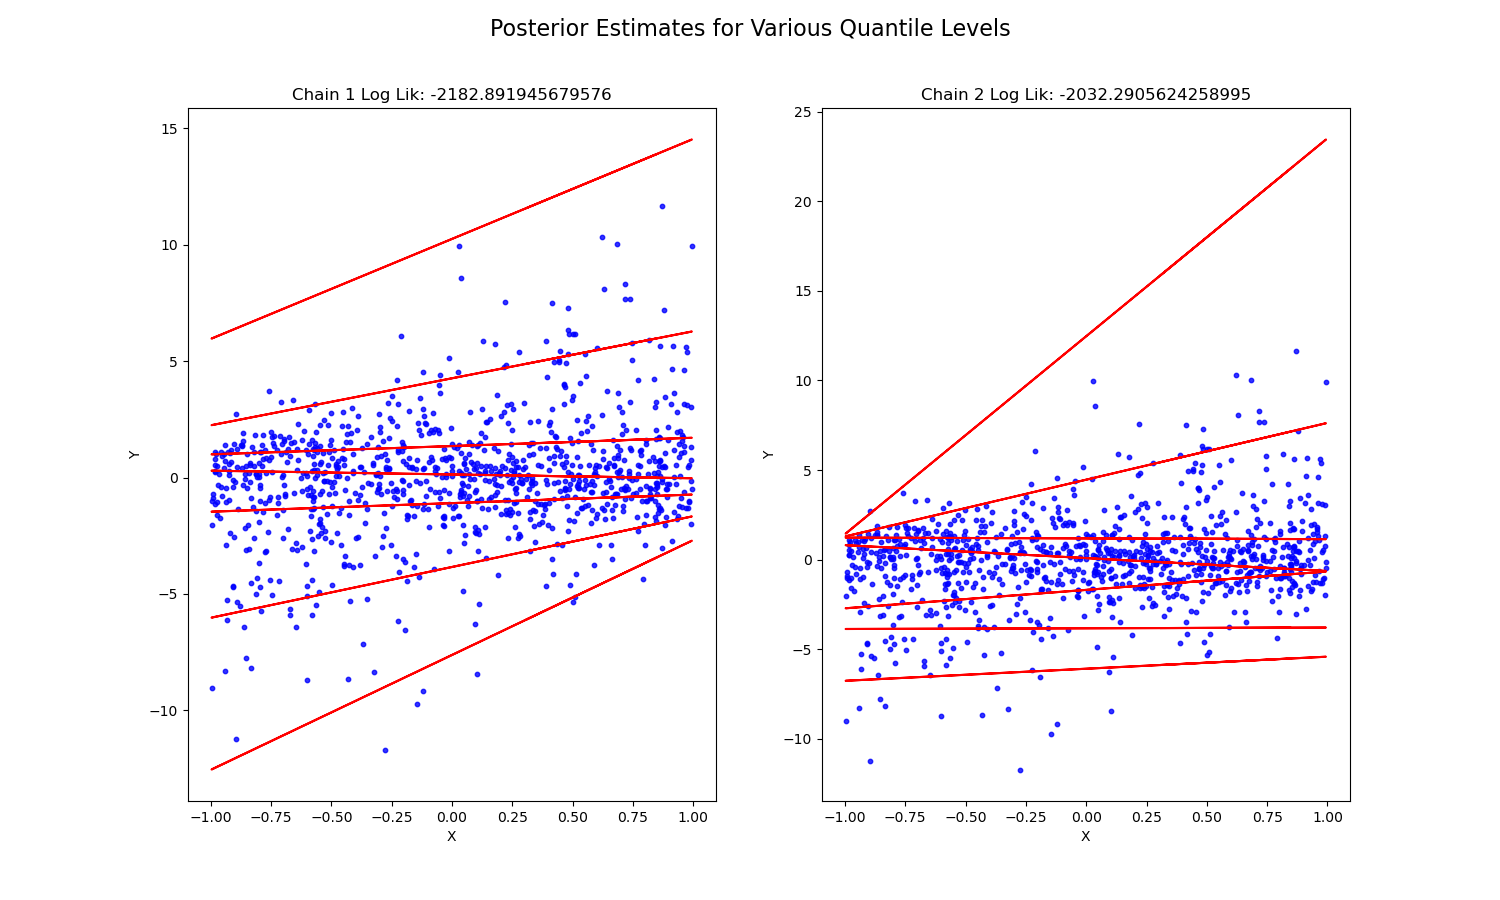 Posterior Estimates for Various Quantile Levels
Chain 1 Log Lik: -2182.891945679576
15
10
5
0
−5
−10
Y
−1.00 −0.75 −0.50 −0.25 0.00 0.25 0.50 0.75 1.00
X
Chain 2 Log Lik: -2032.2905624258995
25
20
15
10
5
0
−5
−10
Y
−1.00 −0.75 −0.50 −0.25 0.00 0.25 0.50 0.75 1.00
X